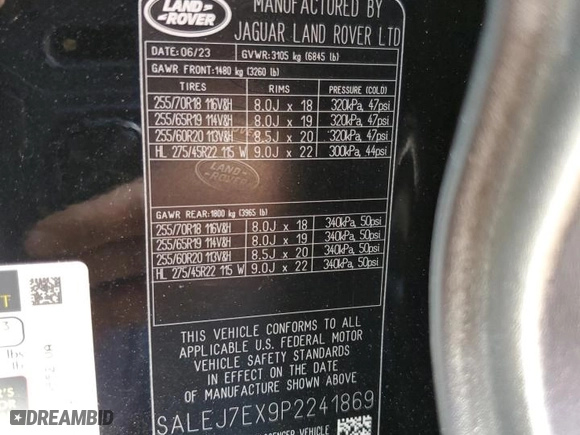 LAND
ROVER
MANUFACTURED BY
JAGUAR LAND ROVER LTD
DATE: 06/23 GVWR: 3105 kg (6845 lb)
GAWR FRONT: 1480 kg (3260 lb)
TIRES RIMS PRESSURE (COLD)
255/70R18 116V&H 8.0J x 18 320kPa, 47psi
255/65R19 114V&H 8.0J x 19 320kPa, 47psi
255/60R20 113V&H 8.5J x 20 320kPa, 47psi
HL 275/45R22 115 W 9.0J x 22 300kPa, 44psi
LAND-
ROVER
GAWR REAR: 1800 kg (3965 lb)
255/70R18 116V&H 8.0J x 18 340kPa, 50psi
255/65R19 114V&H 8.0J x 19 340kPa, 50psi
255/60R20 113V&H 8.5J x 20 340kPa, 50psi
HL 275/45R22 115 W 9.0J x 22 340kPa, 50psi
THIS VEHICLE CONFORMS TO ALL
APPLICABLE U.S. FEDERAL MOTOR
VEHICLE SAFETY STANDARDS
IN EFFECT ON THE DATE
OF MANUFACTURE SHOWN ABOVE
SALEJ7EX9P2241869
T
3
lbs